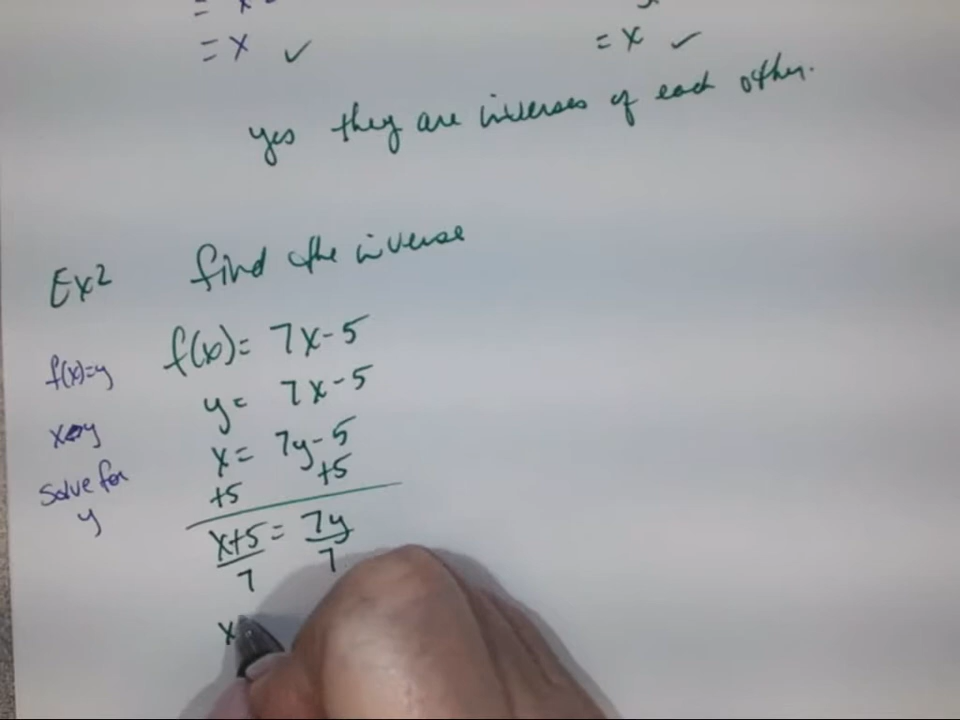 = x
= x ✓ = x ✓
yes they are inverses of each other.
Ex2 find the inverse
f(x)=y f(x)= 7x-5
y= 7x-5
x↔y x= 7y-5
solve for y +5 +5
x+5/7 = 7y/7
x